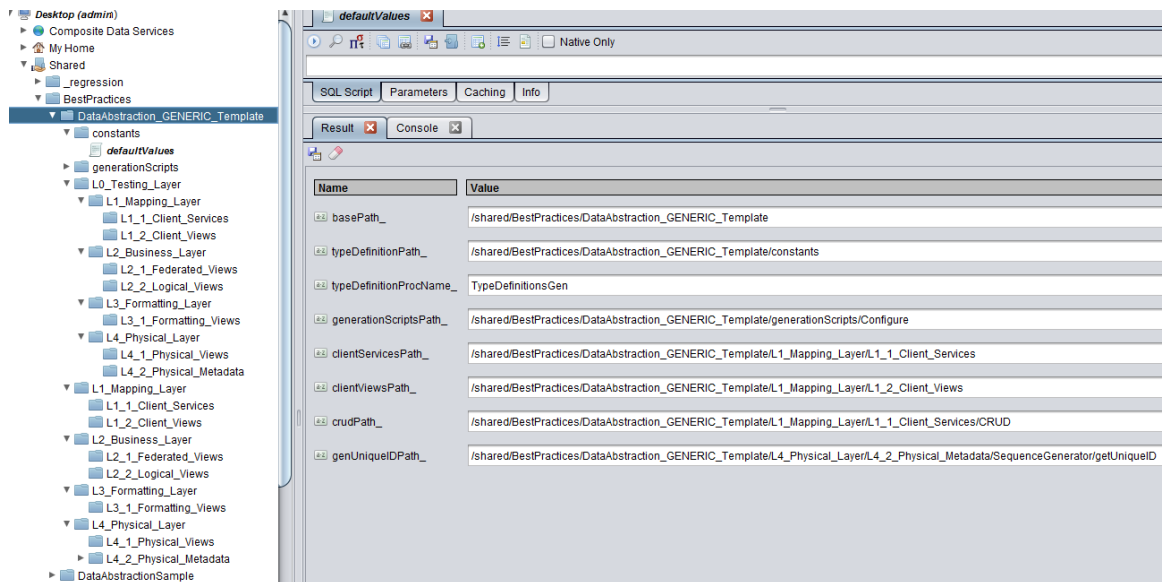 Desktop (admin)
Composite Data Services
My Home
Shared
_regression
BestPractices
DataAbstraction_GENERIC_Template
constants
defaultValues
generationScripts
L0_Testing_Layer
L1_Mapping_Layer
L1_1_Client_Services
L1_2_Client_Views
L2_Business_Layer
L2_1_Federated_Views
L2_2_Logical_Views
L3_Formatting_Layer
L3_1_Formatting_Views
L4_Physical_Layer
L4_1_Physical_Views
L4_2_Physical_Metadata
L1_Mapping_Layer
L1_1_Client_Services
L1_2_Client_Views
L2_Business_Layer
L2_1_Federated_Views
L2_2_Logical_Views
L3_Formatting_Layer
L3_1_Formatting_Views
L4_Physical_Layer
L4_1_Physical_Views
L4_2_Physical_Metadata
DataAbstractionSample
defaultValues
Native Only
SQL Script Parameters Caching Info
Result Console
Name Value
basePath_ /shared/BestPractices/DataAbstraction_GENERIC_Template
typeDefinitionPath_ /shared/BestPractices/DataAbstraction_GENERIC_Template/constants
typeDefinitionProcName_ TypeDefinitionsGen
generationScriptsPath_ /shared/BestPractices/DataAbstraction_GENERIC_Template/generationScripts/Configure
clientServicesPath_ /shared/BestPractices/DataAbstraction_GENERIC_Template/L1_Mapping_Layer/L1_1_Client_Services
clientViewsPath_ /shared/BestPractices/DataAbstraction_GENERIC_Template/L1_Mapping_Layer/L1_2_Client_Views
crudPath_ /shared/BestPractices/DataAbstraction_GENERIC_Template/L1_Mapping_Layer/L1_1_Client_Services/CRUD
genUniqueIDPath_ /shared/BestPractices/DataAbstraction_GENERIC_Template/L4_Physical_Layer/L4_2_Physical_Metadata/SequenceGenerator/getUniqueID